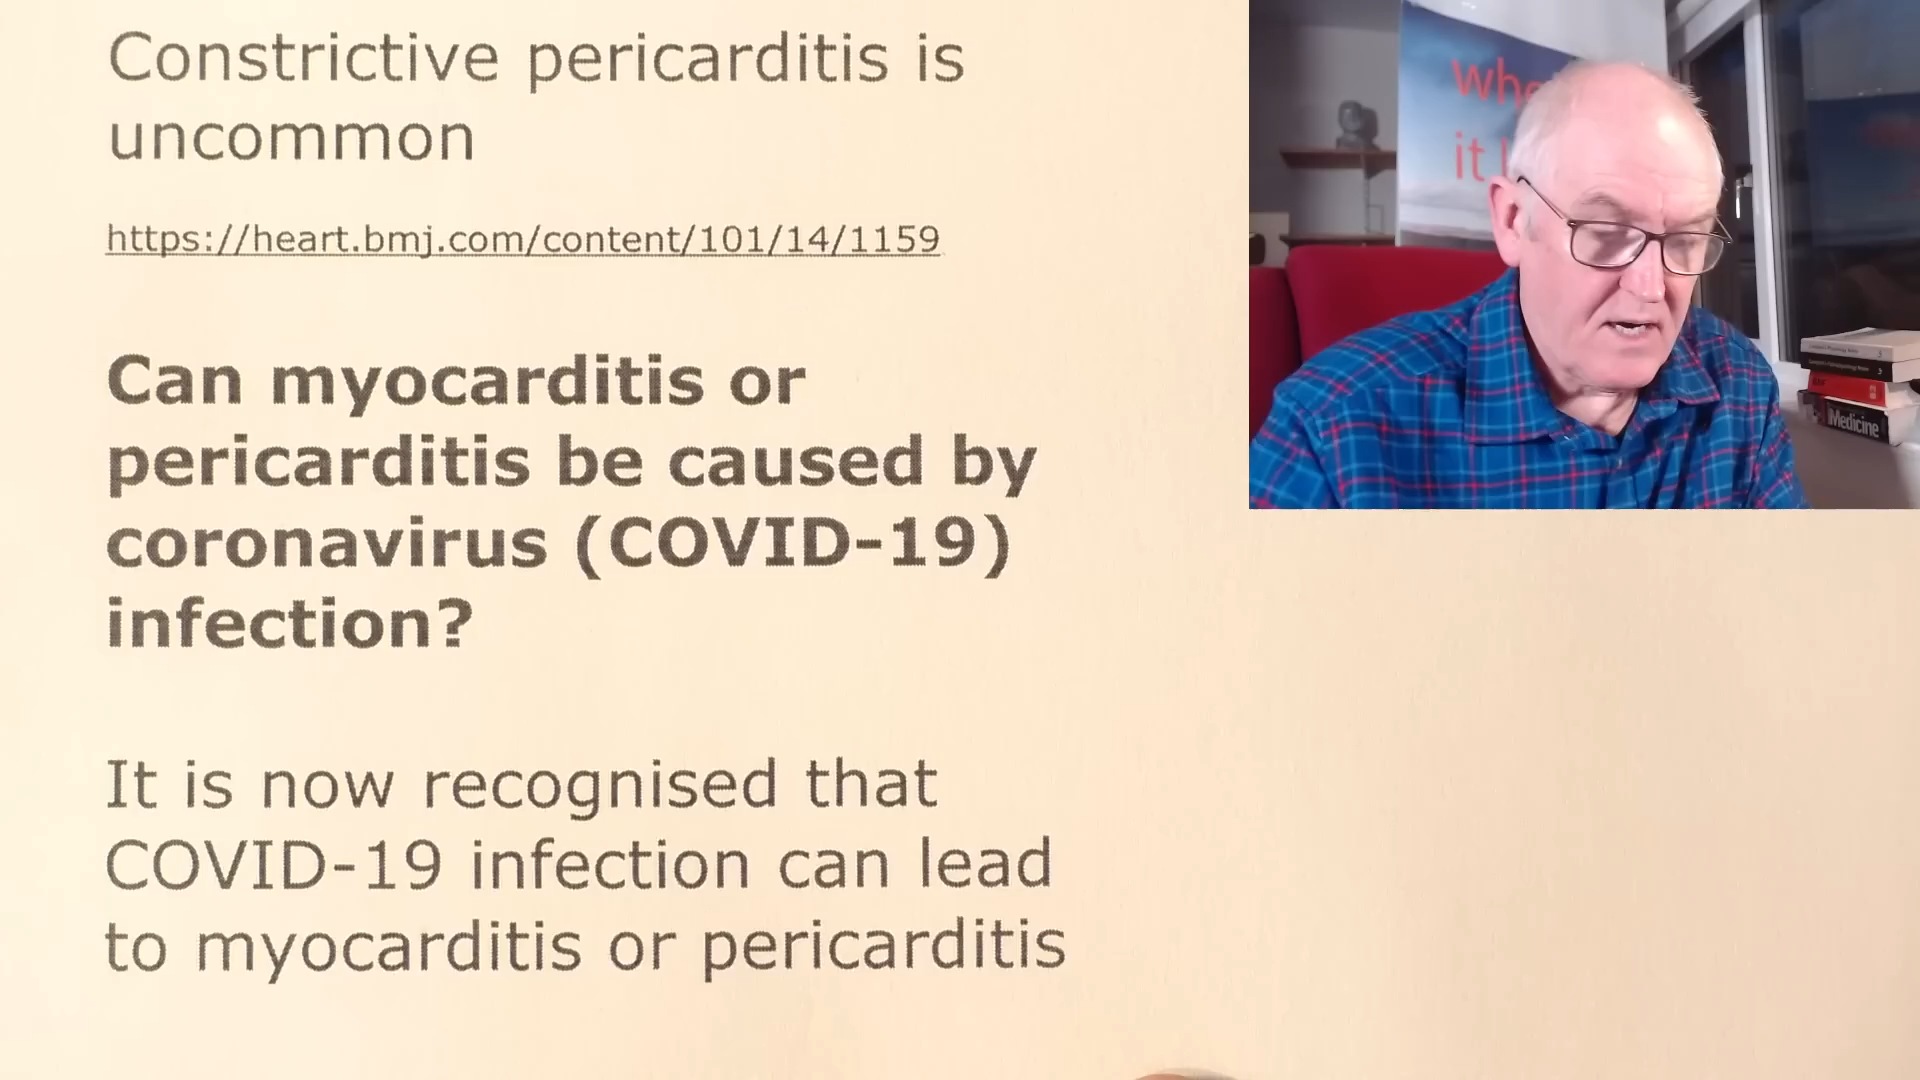 Constrictive pericarditis is
uncommon
https://heart.bmj.com/content/101/14/1159
Can myocarditis or
pericarditis be caused by
coronavirus (COVID-19)
infection?
It is now recognised that
COVID-19 infection can lead
to myocarditis or pericarditis
it
Medicine